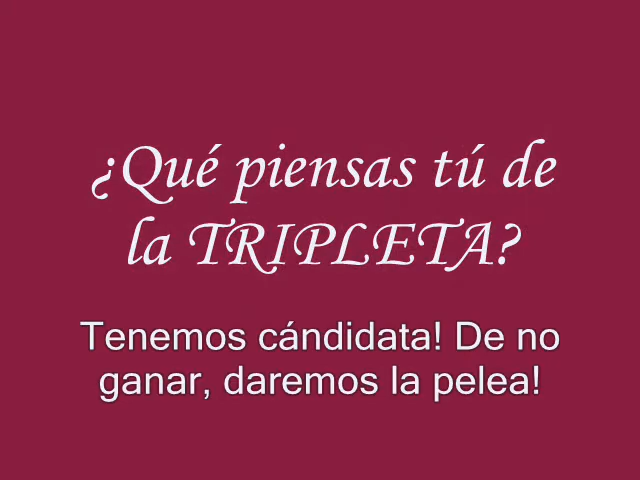 ¿Qué piensas tú de
la TRIPLETA?
Tenemos cándidata! De no
ganar, daremos la pelea!